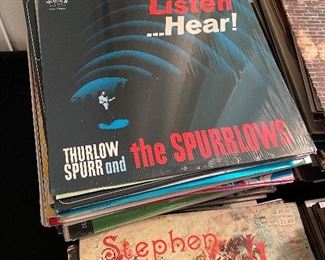 Listen
...Hear!
THURLOW
SPURR and the SPURRLOWS
Stephen